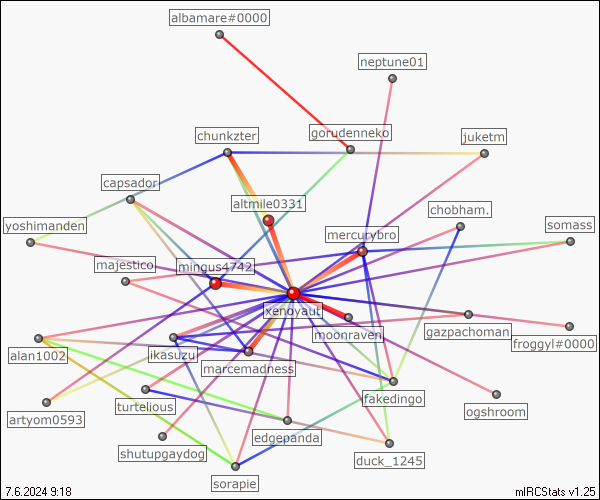 albamare#0000
neptune01
chunkzter
gorudenneko
juketm
capsador
altmile0331
chobham.
yoshimanden
mercurybro
somass
majestico
mingus4742
xenoyaut
gazpachoman
moonraven
froggyl#0000
alan1002
ikasuzu
marcemadness
fakedingo
artyom0593
turtelious
ogshroom
edgepanda
shutupgaydog
duck_1245
sorapie
7.6.2024 9:18
mIRCStats v1.25